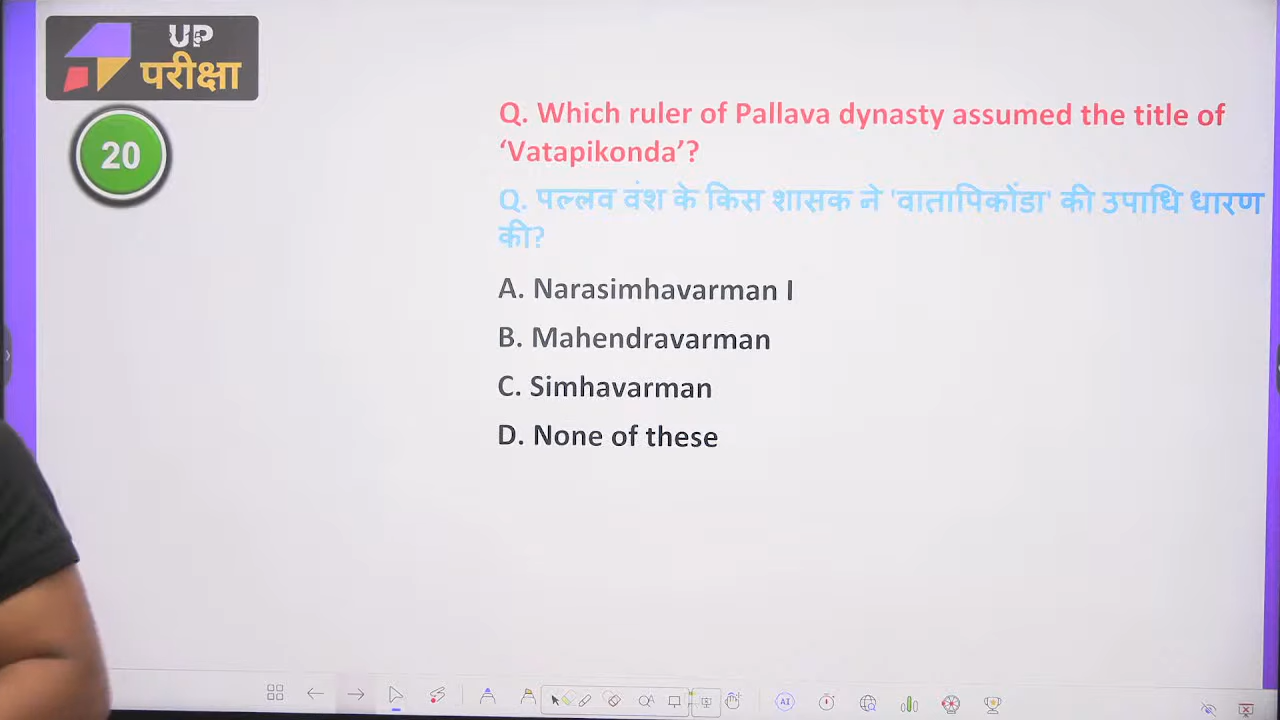 UP
परीक्षा
20
Q. Which ruler of Pallava dynasty assumed the title of
‘Vatapikonda’?
Q. पल्लव वंश के किस शासक ने 'वातापिकोंडा' की उपाधि धारण
की?
A. Narasimhavarman I
B. Mahendravarman
C. Simhavarman
D. None of these
AI